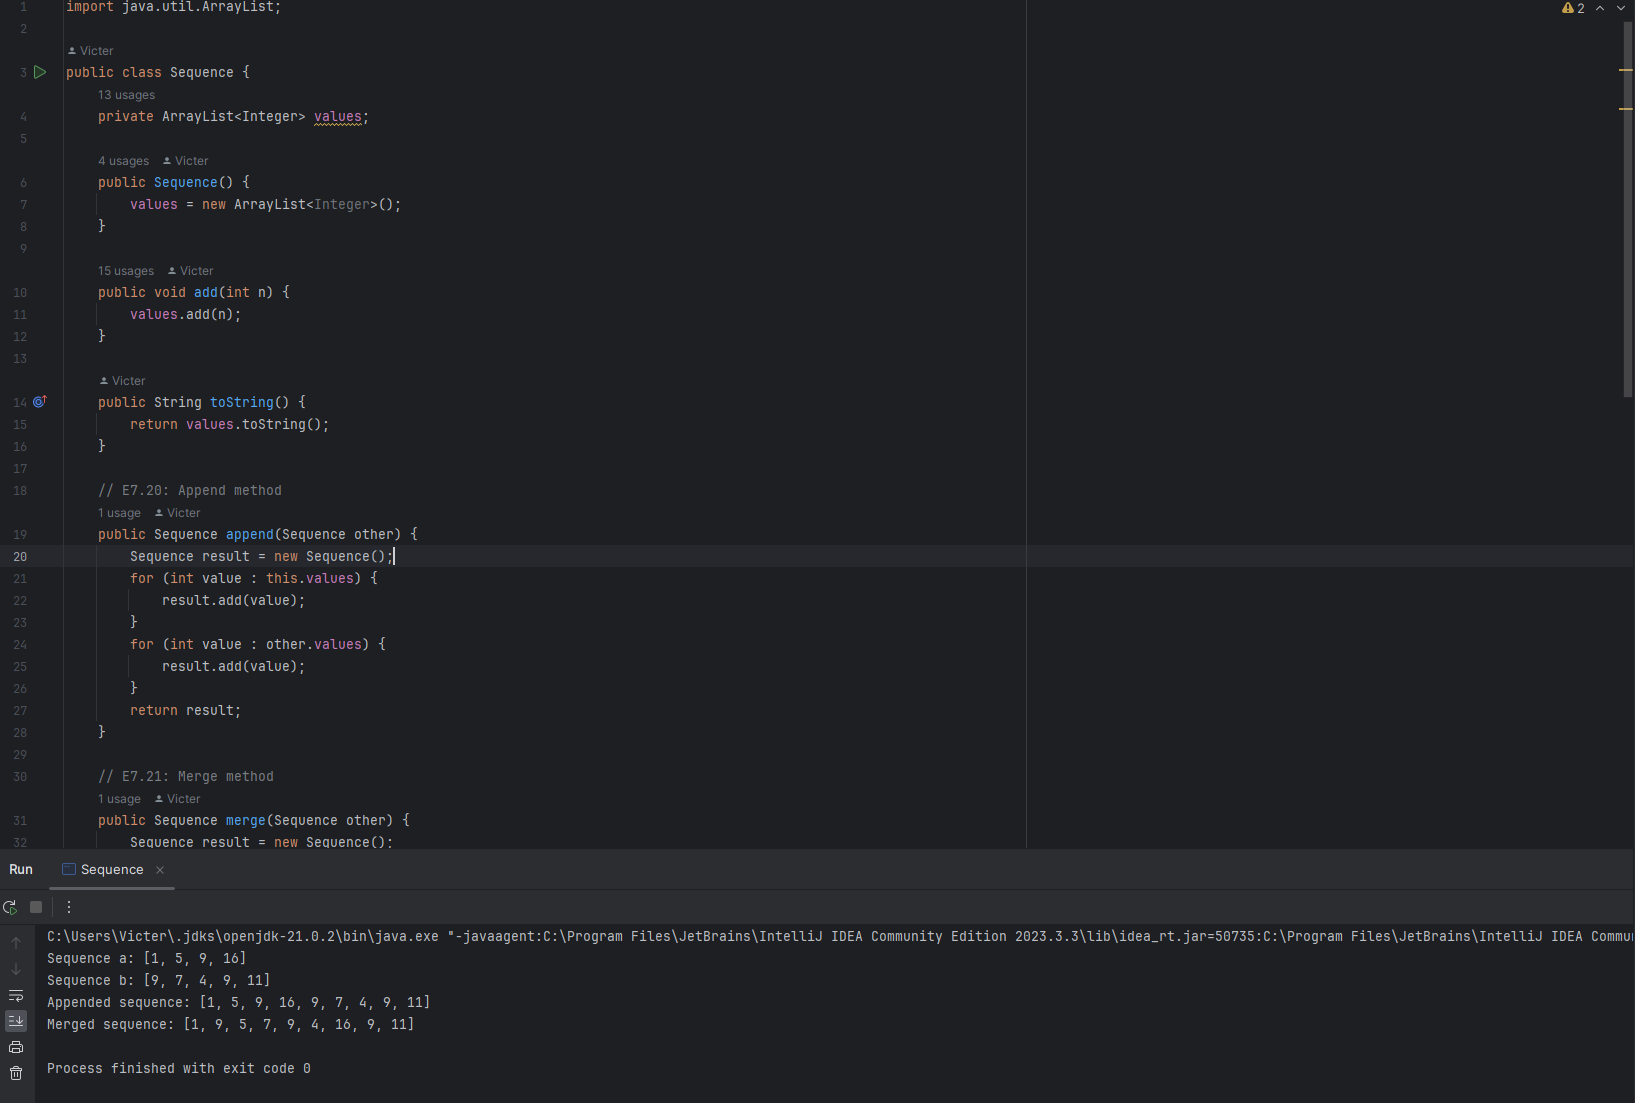 1 import java.util.ArrayList;
2
Victer
3 public class Sequence {
13 usages
4 private ArrayList<Integer> values;
5
4 usages Victer
6 public Sequence() {
7 values = new ArrayList<Integer>();
8 }
9
15 usages Victer
10 public void add(int n) {
11 values.add(n);
12 }
13
Victer
14 public String toString() {
15 return values.toString();
16 }
17
18 // E7.20: Append method
1 usage Victer
19 public Sequence append(Sequence other) {
20 Sequence result = new Sequence();
21 for (int value : this.values) {
22 result.add(value);
23 }
24 for (int value : other.values) {
25 result.add(value);
26 }
27 return result;
28 }
29
30 // E7.21: Merge method
1 usage Victer
31 public Sequence merge(Sequence other) {
32 Sequence result = new Sequence();
2
Run Sequence
C:\Users\Victer\.jdks\openjdk-21.0.2\bin\java.exe "-javaagent:C:\Program Files\JetBrains\IntelliJ IDEA Community Edition 2023.3.3\lib\idea_rt.jar=50735:C:\Program Files\JetBrains\IntelliJ IDEA Commu
Sequence a: [1, 5, 9, 16]
Sequence b: [9, 7, 4, 9, 11]
Appended sequence: [1, 5, 9, 16, 9, 7, 4, 9, 11]
Merged sequence: [1, 9, 5, 7, 9, 4, 16, 9, 11]
Process finished with exit code 0